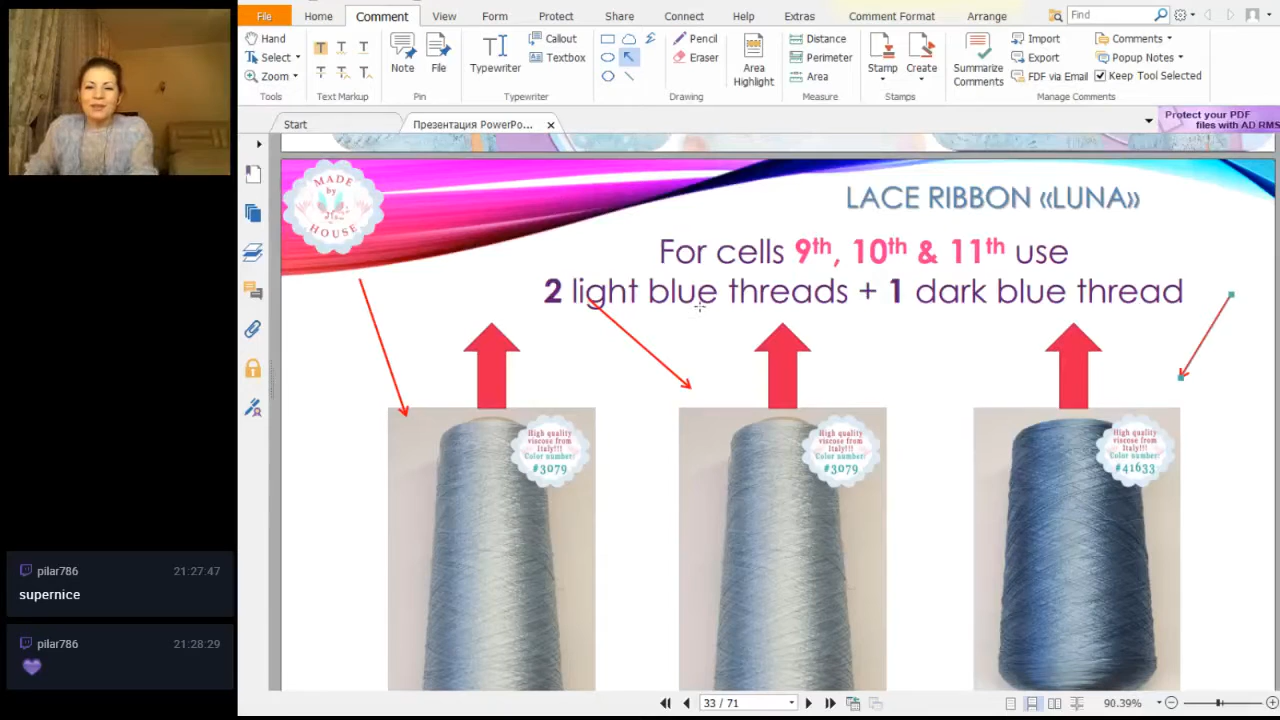 File Home Comment View Form Protect Share Connect Help Extras Comment Format Arrange Find
Hand
Select
Zoom
Tools
T T T
T T T
Text Markup
Note
File
Pin
Typewriter
Callout
Textbox
Typewriter
Pencil
Eraser
Drawing
Area
Highlight
Distance
Perimeter
Area
Measure
Stamp
Create
Stamps
Summarize
Comments
Import
Export
FDF via Email
Comments
Popup Notes
Keep Tool Selected
Manage Comments
Start
Презентация PowerPo...
Protect your PDF
files with AD RMS
MADE
by
HOUSE
LACE RIBBON «LUNA»
For cells 9th, 10th & 11th use
2 light blue threads + 1 dark blue thread
High quality
viscose from
Italy!!!
Color number:
#3079
High quality
viscose from
Italy!!!
Color number:
#3079
High quality
viscose from
Italy!!!
Color number:
#41633
pilar786 21:27:47
supernice
pilar786 21:28:29
33 / 71
90.39%